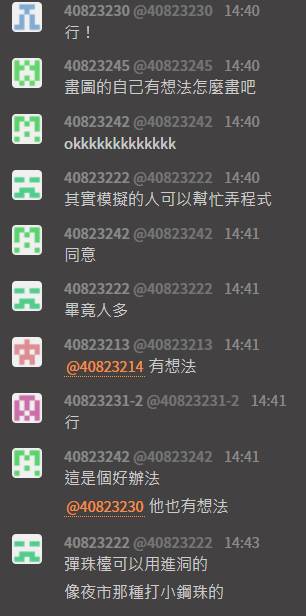 40823230 @40823230 14:40
行！
40823245 @40823245 14:40
畫圖的自己有想法怎麼畫吧
40823242 @40823242 14:40
okkkkkkkkkkkkk
40823222 @40823222 14:40
其實模擬的人可以幫忙弄程式
40823242 @40823242 14:41
同意
40823222 @40823222 14:41
畢竟人多
40823213 @40823213 14:41
@40823214 有想法
40823231-2 @40823231-2 14:41
行
40823242 @40823242 14:41
這是個好辦法
@40823230 他也有想法
40823222 @40823222 14:43
彈珠檯可以用進洞的
像夜市那種打小鋼珠的